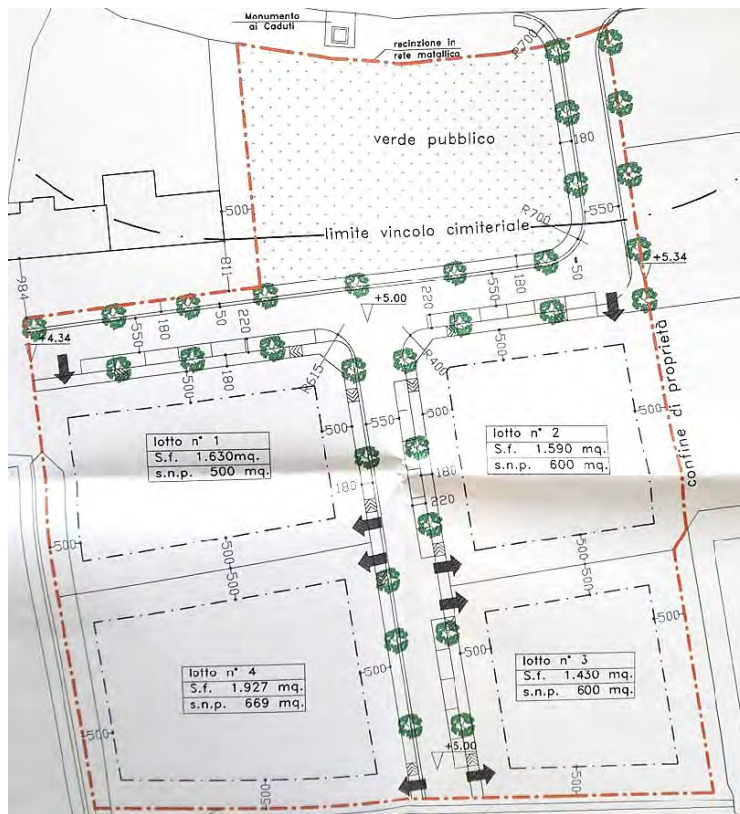 Monumento
ai Caduti
recinzione in
rete matallica
R700
verde pubblico
180
500
R700
550
limite vincolo cimiteriale
811
984
50
+5.34
+5.00
550
180
50
220
220
550
180
+4.34
500
500
180
R615
R400
confine di proprietà
500
550
500
500
lotto n° 1
S.f. 1.630mq.
s.n.p. 500 mq.
lotto n° 2
S.f. 1.590 mq.
s.n.p. 600 mq.
180
180
220
500
500
500
500
500
500
500
500
500
lotto n° 4
S.f. 1.927 mq.
s.n.p. 669 mq.
lotto n° 3
S.f. 1.430 mq.
s.n.p. 600 mq.
500
+5.00
500
500